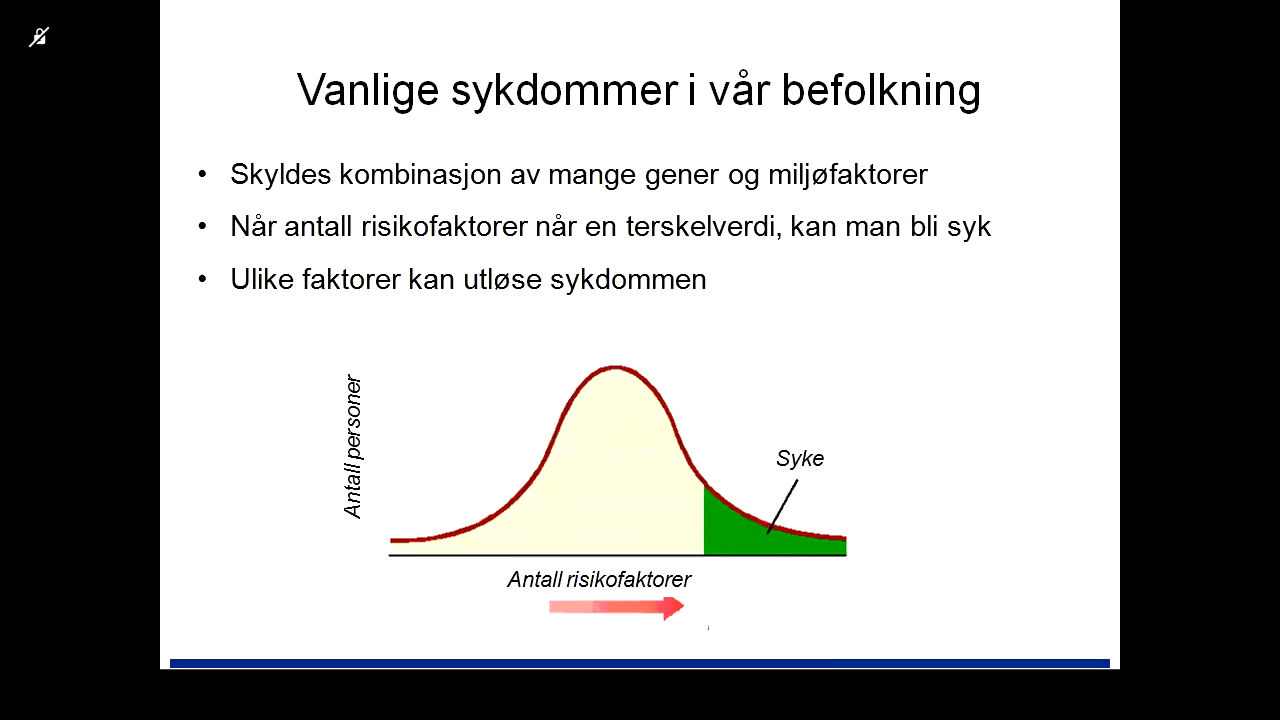 Vanlige sykdommer i vår befolkning
• Skyldes kombinasjon av mange gener og miljøfaktorer
• Når antall risikofaktorer når en terskelverdi, kan man bli syk
• Ulike faktorer kan utløse sykdommen
Antall personer
Syke
Antall risikofaktorer